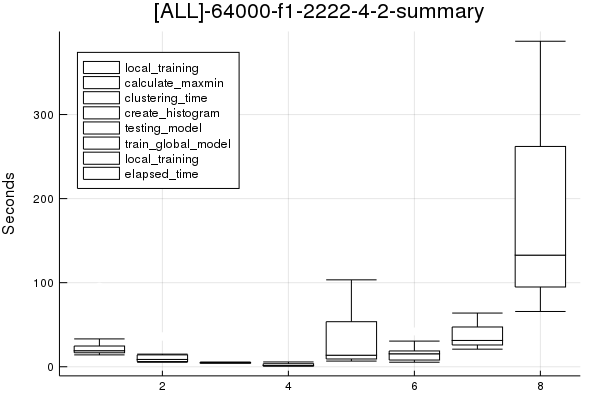 [ALL]-64000-f1-2222-4-2-summary
local_training
calculate_maxmin
clustering_time
create_histogram
testing_model
train_global_model
local_training
elapsed_time
Seconds
300
200
100
0
2
4
6
8